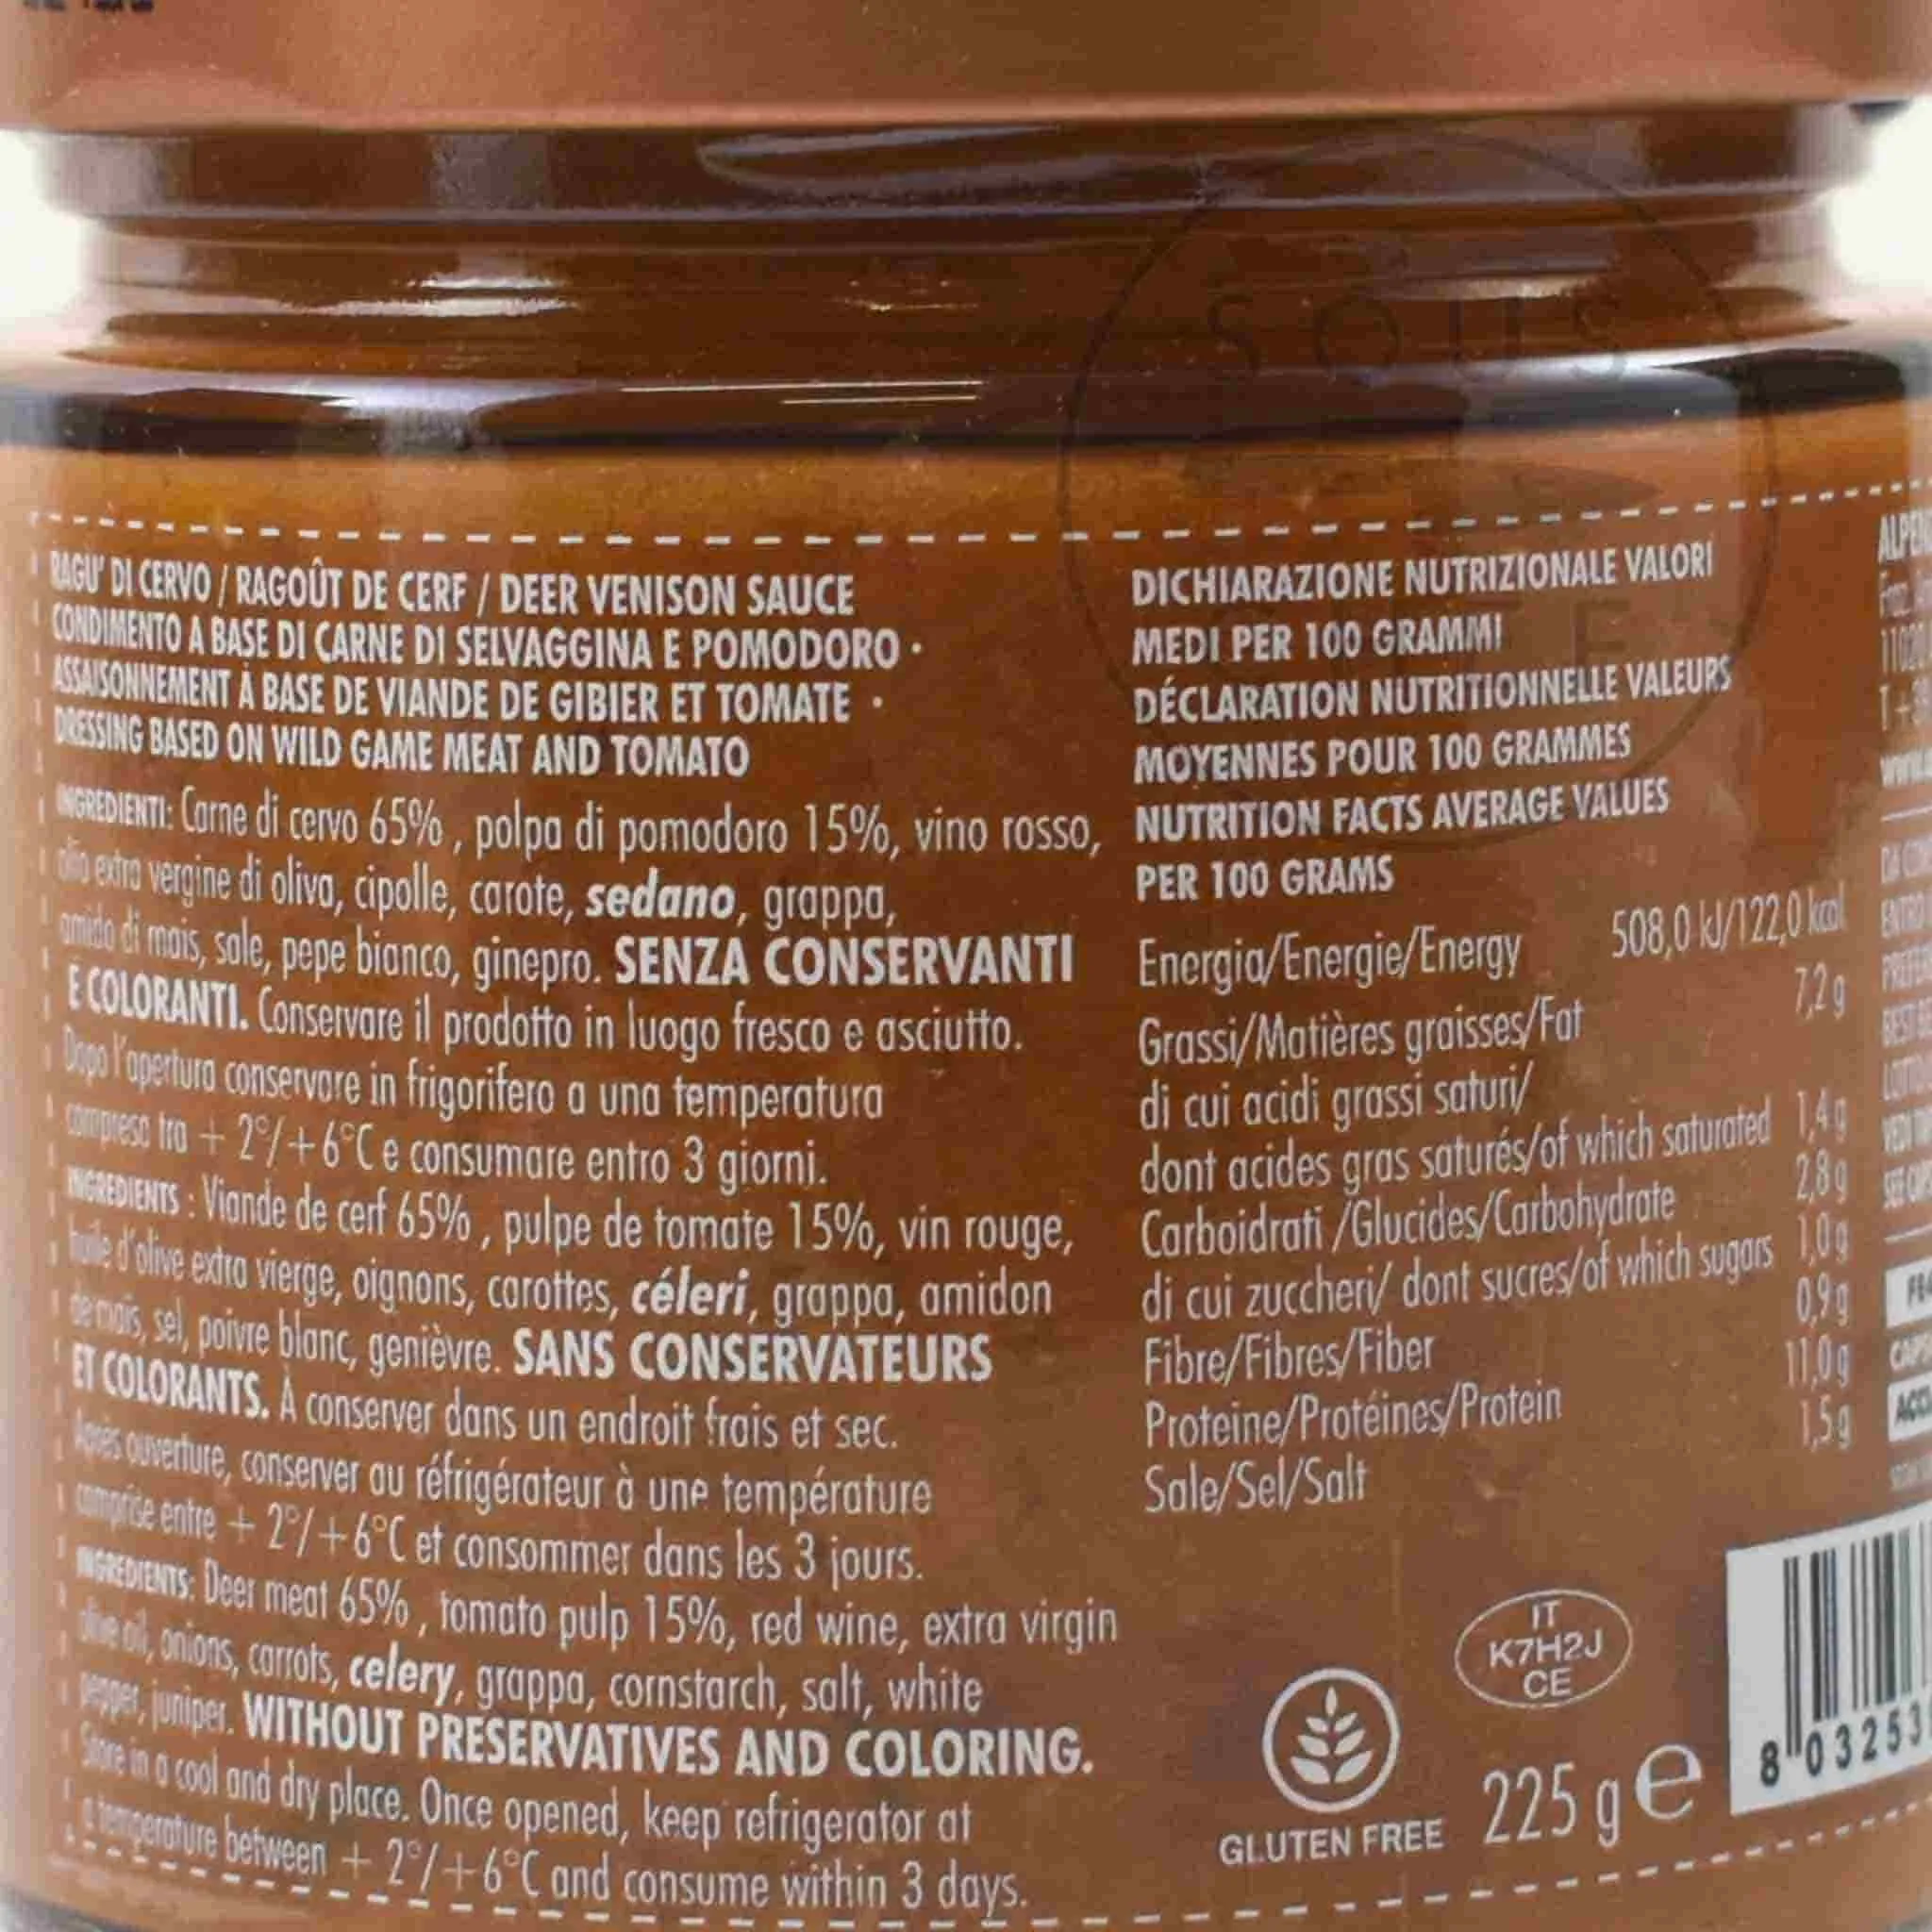 RAGU' DI CERVO / RAGOÛT DE CERF / DEER VENISON SAUCE
CONDIMENTO A BASE DI CARNE DI SELVAGGINA E POMODORO •
ASSAISONNEMENT À BASE DE VIANDE DE GIBIER ET TOMATE •
DRESSING BASED ON WILD GAME MEAT AND TOMATO
INGREDIENTI: Carne di cervo 65% , polpa di pomodoro 15%, vino rosso,
olio extra vergine di oliva, cipolle, carote, sedano, grappa,
amido di mais, sale, pepe bianco, ginepro. SENZA CONSERVANTI
E COLORANTI. Conservare il prodotto in luogo fresco e asciutto.
Dopo l'apertura conservare in frigorifero a una temperatura
compresa tra + 2°/+6°C e consumare entro 3 giorni.
INGREDIENTS : Viande de cerf 65% , pulpe de tomate 15%, vin rouge,
huile d'olive extra vierge, oignons, carottes, céleri, grappa, amidon
de maïs, sel, poivre blanc, genièvre. SANS CONSERVATEURS
ET COLORANTS. À conserver dans un endroit frais et sec.
Après ouverture, conserver au réfrigérateur à une température
comprise entre + 2°/+6°C et consommer dans les 3 jours.
INGREDIENTS: Deer meat 65% , tomato pulp 15%, red wine, extra virgin
olive oil, onions, carrots, celery, grappa, cornstarch, salt, white
pepper, juniper. WITHOUT PRESERVATIVES AND COLORING.
Store in a cool and dry place. Once opened, keep refrigerator at
a temperature between + 2°/+6°C and consume within 3 days.
DICHIARAZIONE NUTRIZIONALE VALORI
MEDI PER 100 GRAMMI
DÉCLARATION NUTRITIONNELLE VALEURS
MOYENNES POUR 100 GRAMMES
NUTRITION FACTS AVERAGE VALUES
PER 100 GRAMS
Energia/Energie/Energy 508,0 kJ/122,0 kcal
Grassi/Matières graisses/Fat 7,2 g
di cui acidi grassi saturi/
dont acides gras saturés/of which saturated 1,4 g
Carboidrati /Glucides/Carbohydrate 2,8 g
di cui zuccheri/ dont sucres/of which sugars 1,0 g
Fibre/Fibres/Fiber 0,9 g
Proteine/Protéines/Protein 11,0 g
Sale/Sel/Salt 1,5 g
IT
K7H2J
CE
GLUTEN FREE
225 g e
8 03253
SOUS